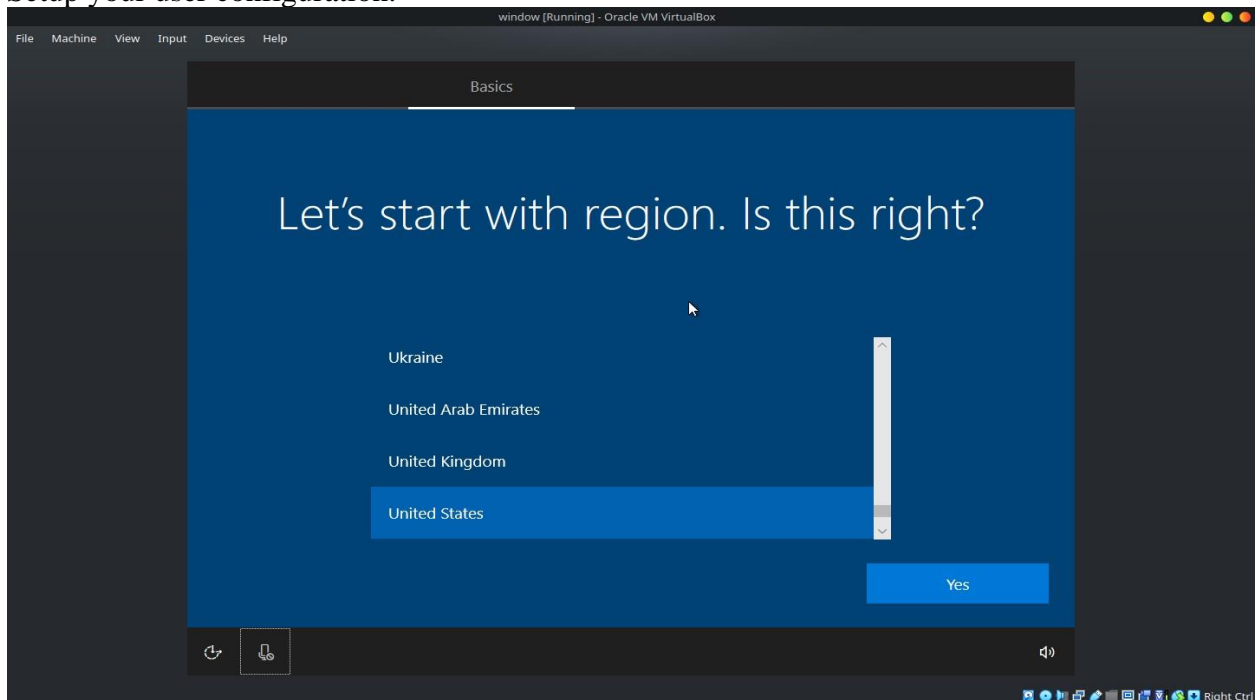 Setup your user configuration.
window [Running] - Oracle VM VirtualBox
File Machine View Input Devices Help
Basics
Let's start with region. Is this right?
Ukraine
United Arab Emirates
United Kingdom
United States
Yes
Right Ctrl